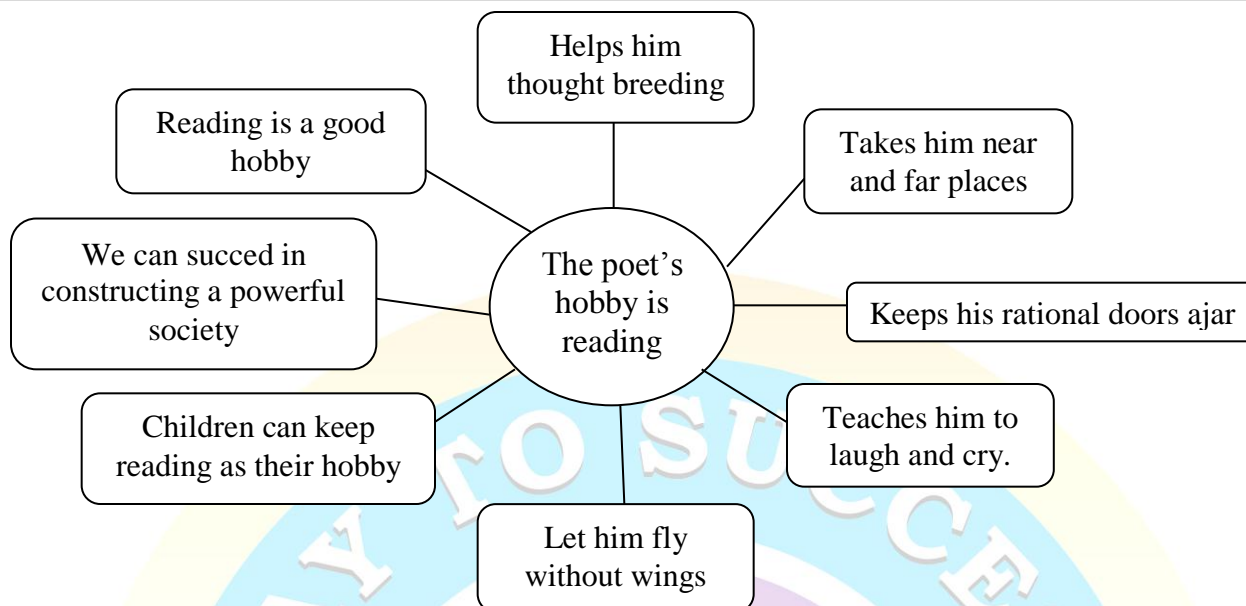 Helps him
thought breeding
Reading is a good
hobby
Takes him near
and far places
We can succed in
constructing a powerful
society
The poet’s
hobby is
reading
Keeps his rational doors ajar
Children can keep
reading as their hobby
Teaches him to
laugh and cry.
Let him fly
without wings
Y TO SUCCE